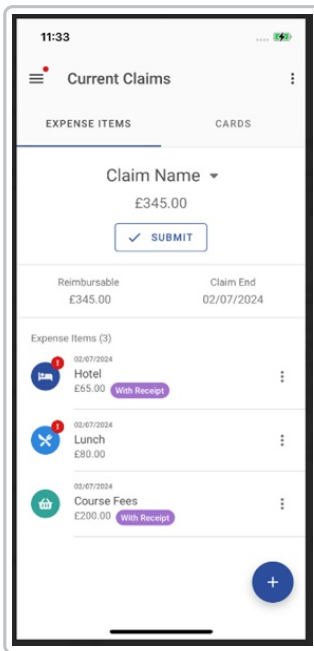 11:33
Current Claims
EXPENSE ITEMS CARDS
Claim Name
£345.00
SUBMIT
Reimbursable Claim End
£345.00 02/07/2024
Expense Items (3)
02/07/2024
Hotel
£65.00 With Receipt
02/07/2024
Lunch
£80.00
02/07/2024
Course Fees
£200.00 With Receipt